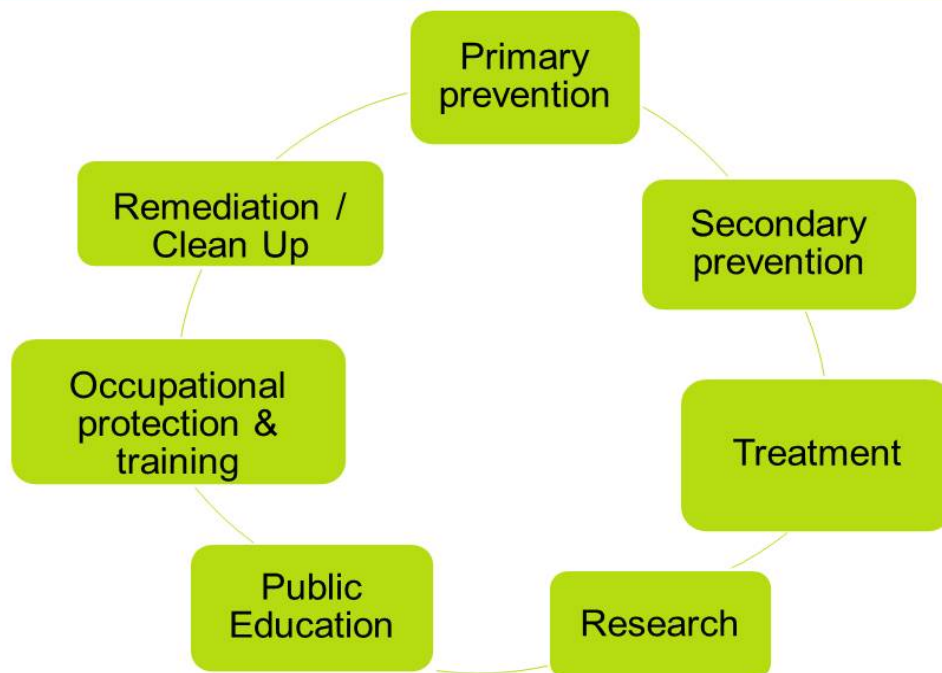 Primary
prevention
Secondary
prevention
Treatment
Research
Public
Education
Occupational
protection &
training
Remediation /
Clean Up